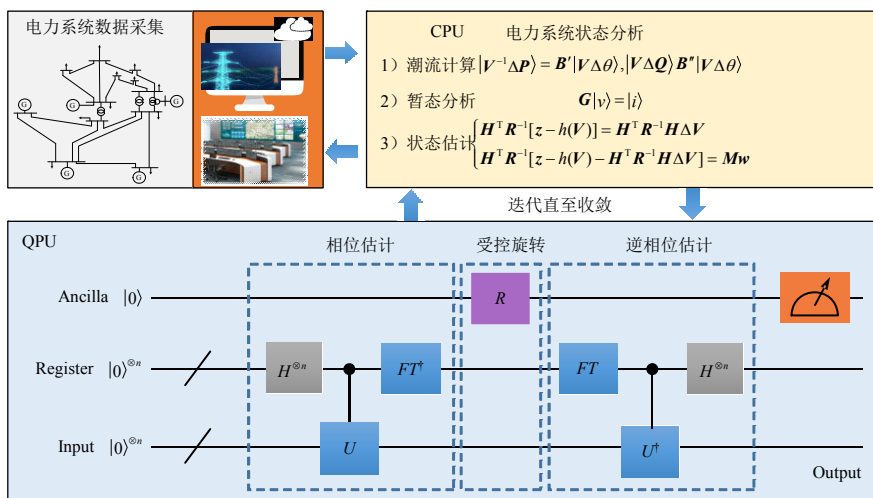 电力系统数据采集
G
G
G
G
G
CPU 电力系统状态分析
1）潮流计算|V⁻¹ΔP⟩ = B′|VΔθ⟩,|VΔQ⟩B″|VΔθ⟩
2）暂态分析 G|v⟩=|i⟩
3）状态估计{HᵀR⁻¹[z−h(V)] = HᵀR⁻¹HΔV
HᵀR⁻¹[z−h(V)−HᵀR⁻¹HΔV] = Mw
迭代直至收敛
QPU 相位估计 受控旋转 逆相位估计
Ancilla |0⟩ R
Register |0⟩⊗ⁿ H⊗ⁿ FT† FT H⊗ⁿ
Input |0⟩⊗ⁿ U U†
Output